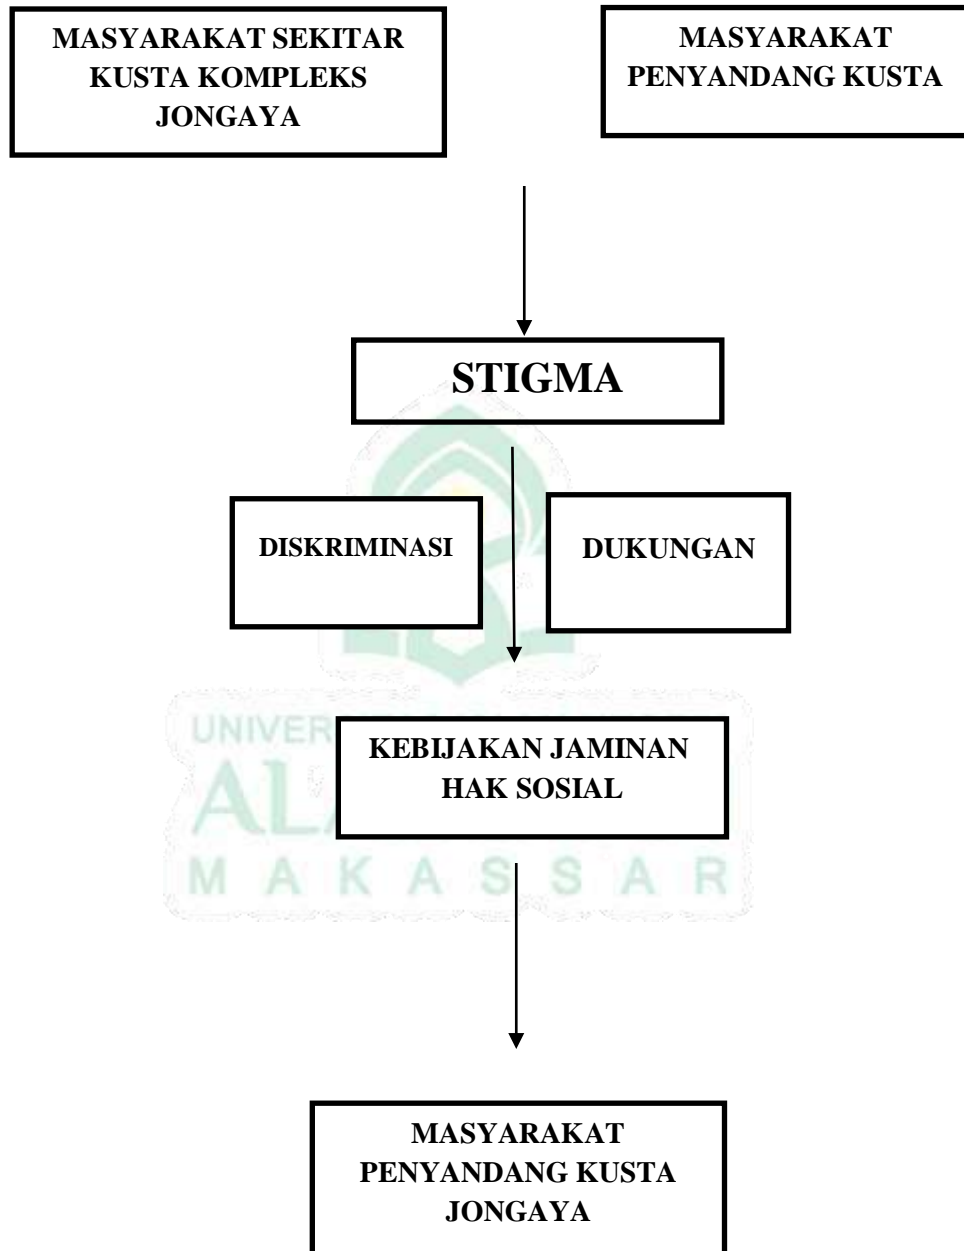 MASYARAKAT SEKITAR
KUSTA KOMPLEKS
JONGAYA
MASYARAKAT
PENYANDANG KUSTA
STIGMA
DISKRIMINASI
DUKUNGAN
KEBIJAKAN JAMINAN
HAK SOSIAL
MAKASSAR
MASYARAKAT
PENYANDANG KUSTA
JONGAYA